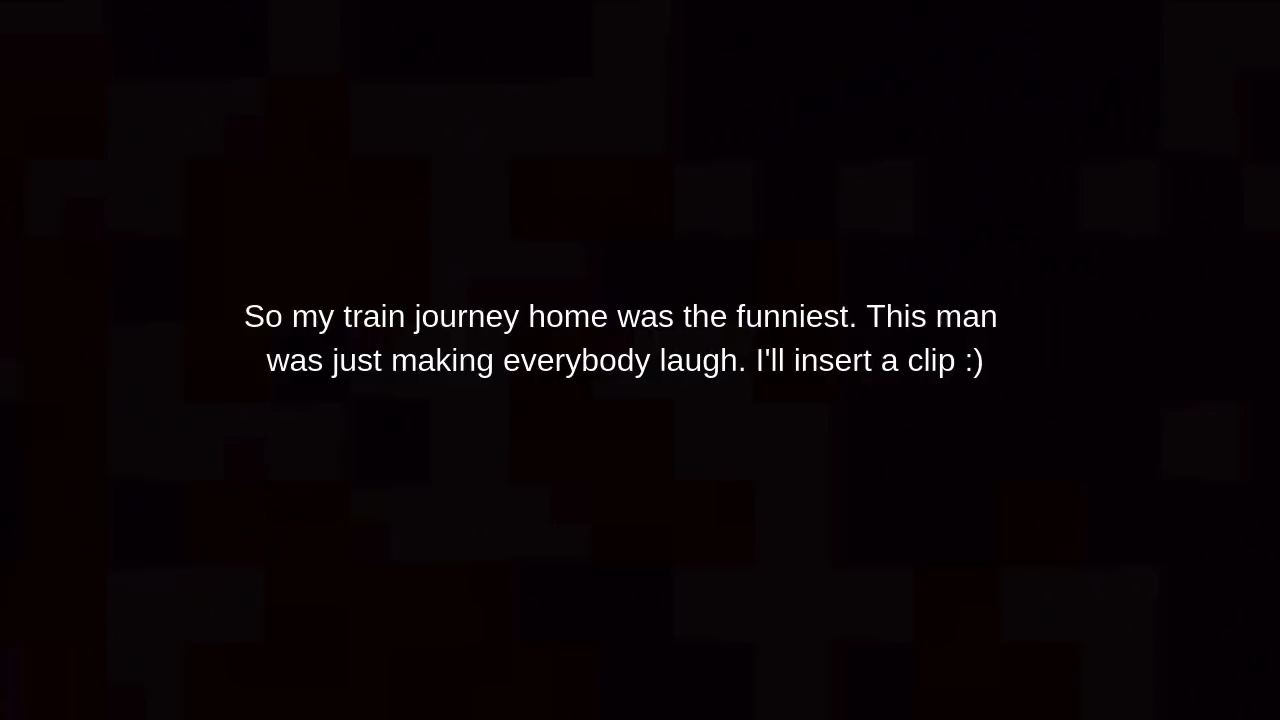 So my train journey home was the funniest. This man
was just making everybody laugh. I'll insert a clip :)